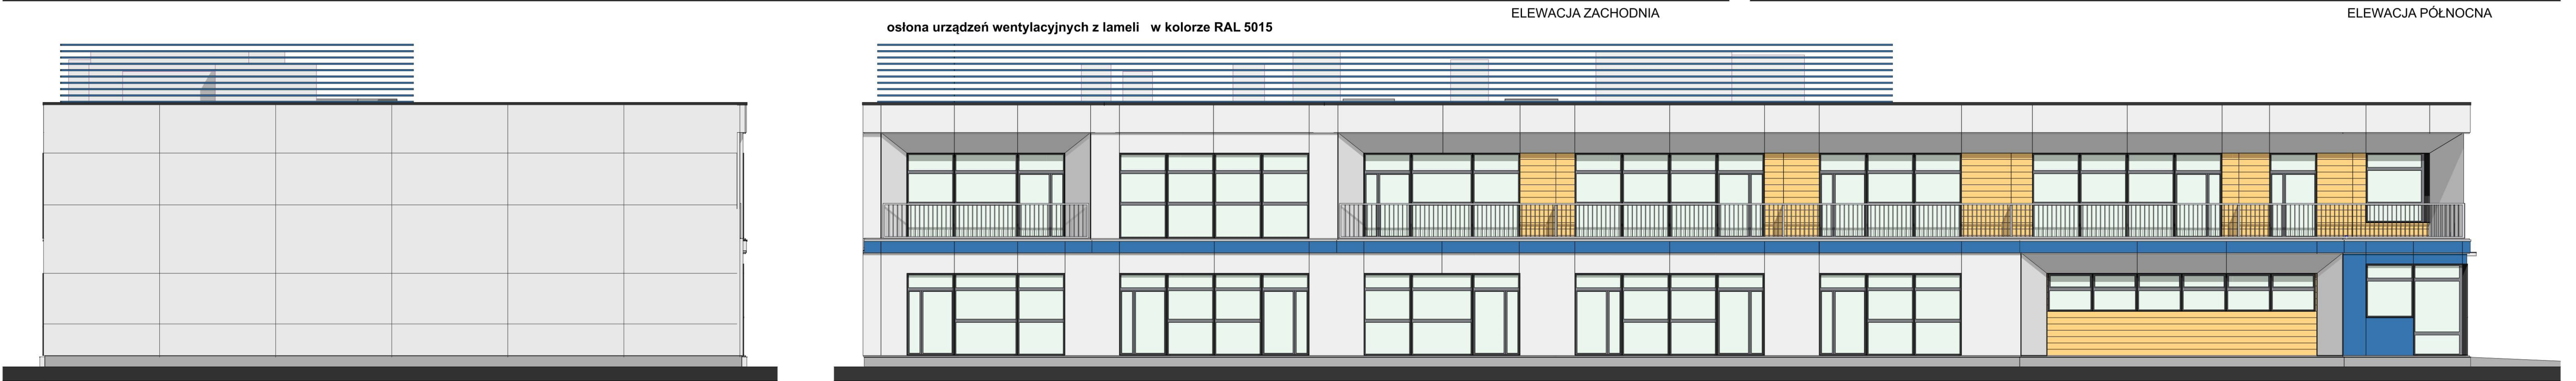 ELEWACJA ZACHODNIA
ELEWACJA PÓŁNOCNA
osłona urządzeń wentylacyjnych z lameli w kolorze RAL 5015